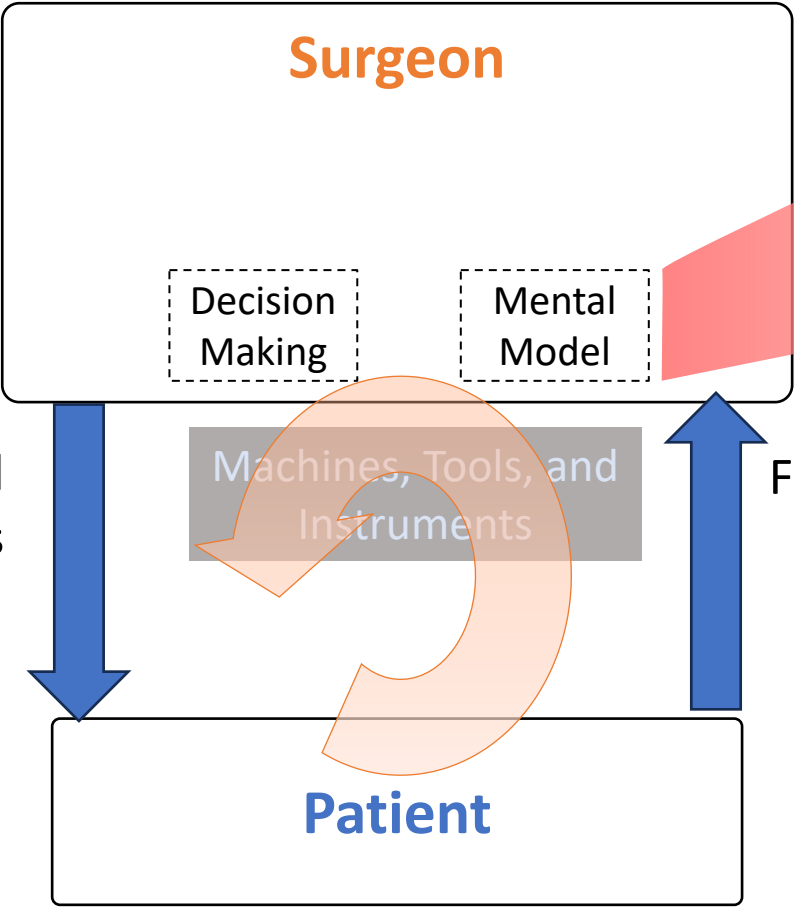 Surgeon
Decision
Making
Mental
Model
Machines, Tools, and
Instruments
F
s
Patient